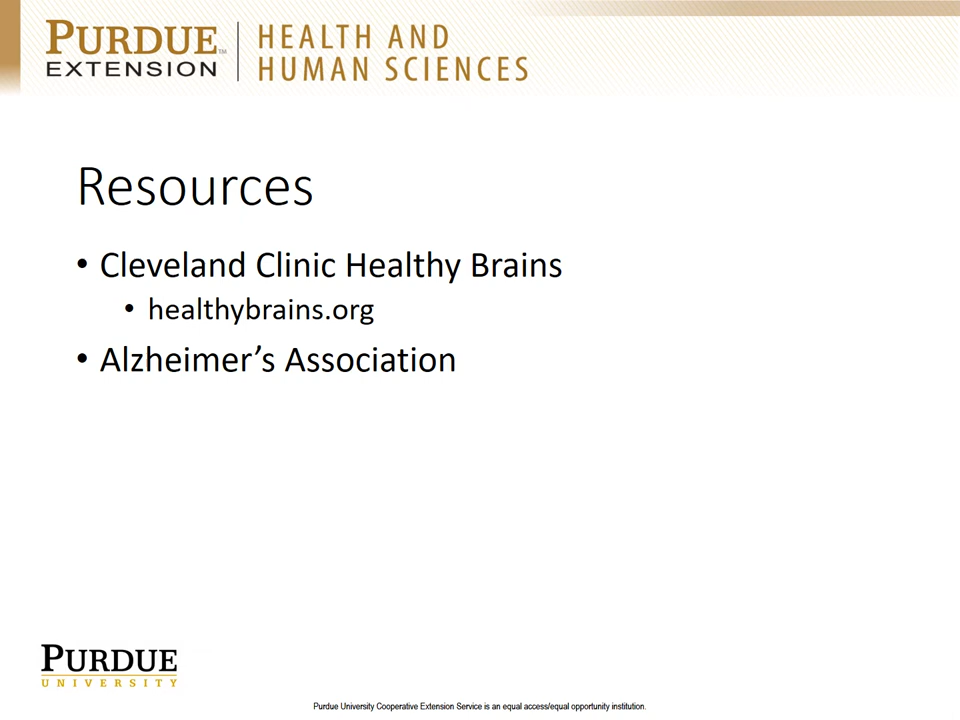 PURDUE™
EXTENSION
HEALTH AND
HUMAN SCIENCES
Resources
• Cleveland Clinic Healthy Brains
• healthybrains.org
• Alzheimer’s Association
PURDUE
UNIVERSITY
Purdue University Cooperative Extension Service is an equal access/equal opportunity institution.